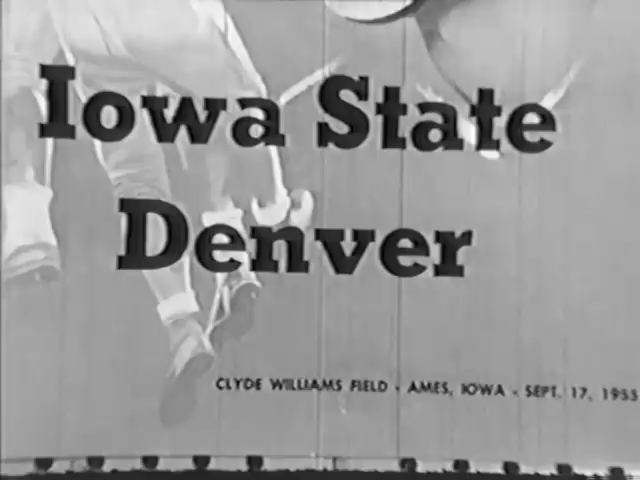 Iowa State
Denver
CLYDE WILLIAMS FIELD - AMES, IOWA - SEPT. 17, 1955